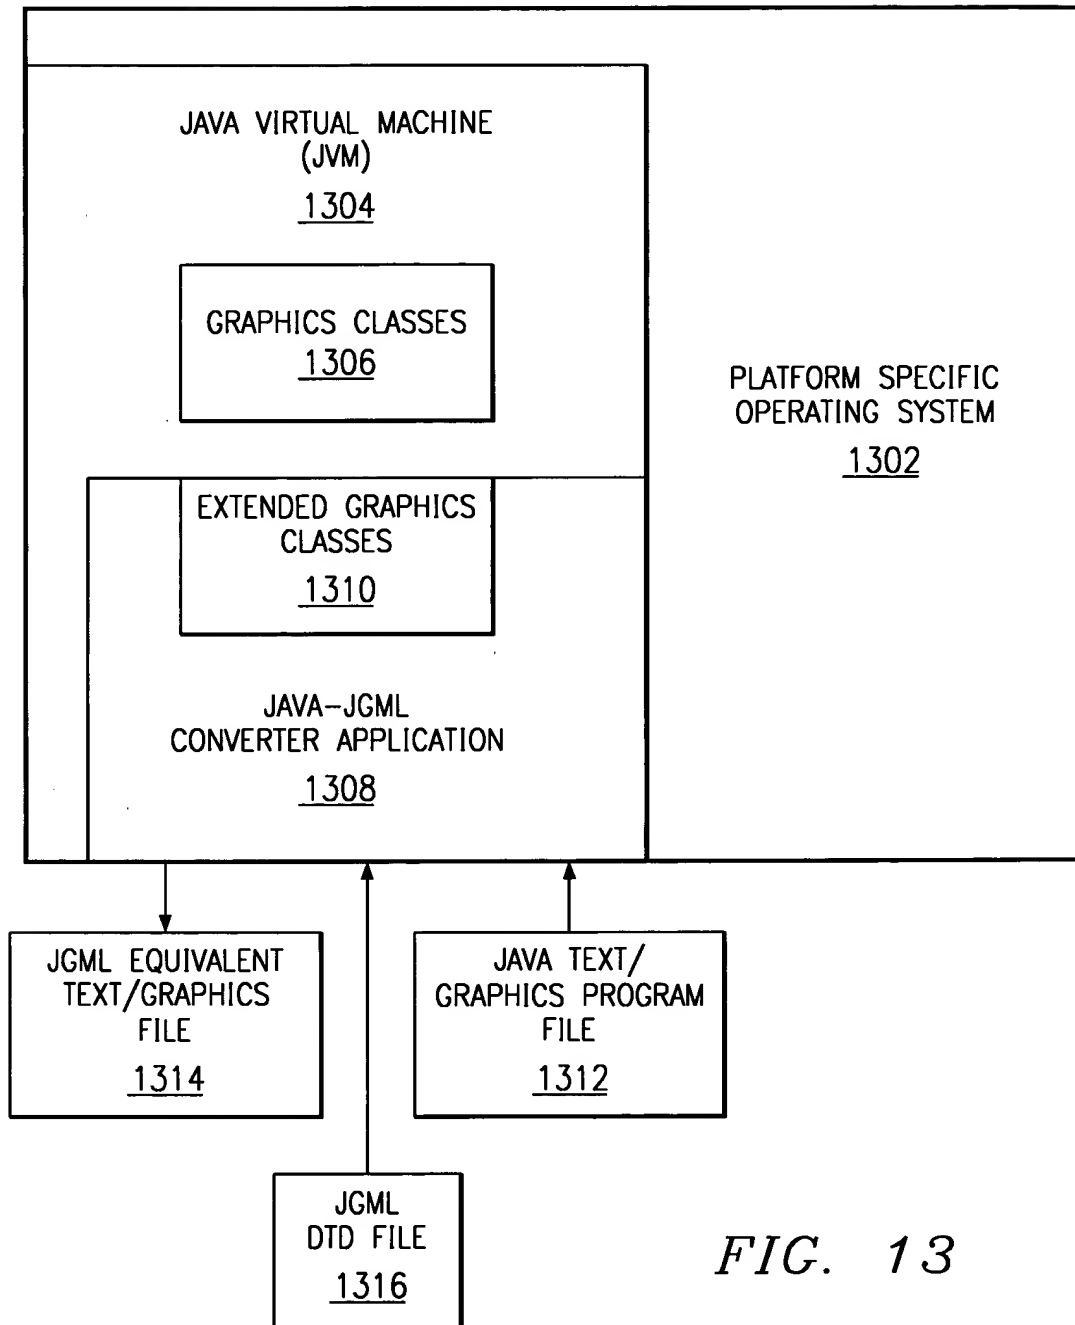 JAVA VIRTUAL MACHINE
(JVM)
1304
GRAPHICS CLASSES
1306
PLATFORM SPECIFIC
OPERATING SYSTEM
1302
EXTENDED GRAPHICS
CLASSES
1310
JAVA-JGML
CONVERTER APPLICATION
1308
JGML EQUIVALENT
TEXT/GRAPHICS
FILE
1314
JAVA TEXT/
GRAPHICS PROGRAM
FILE
1312
JGML
DTD FILE
1316
FIG. 13